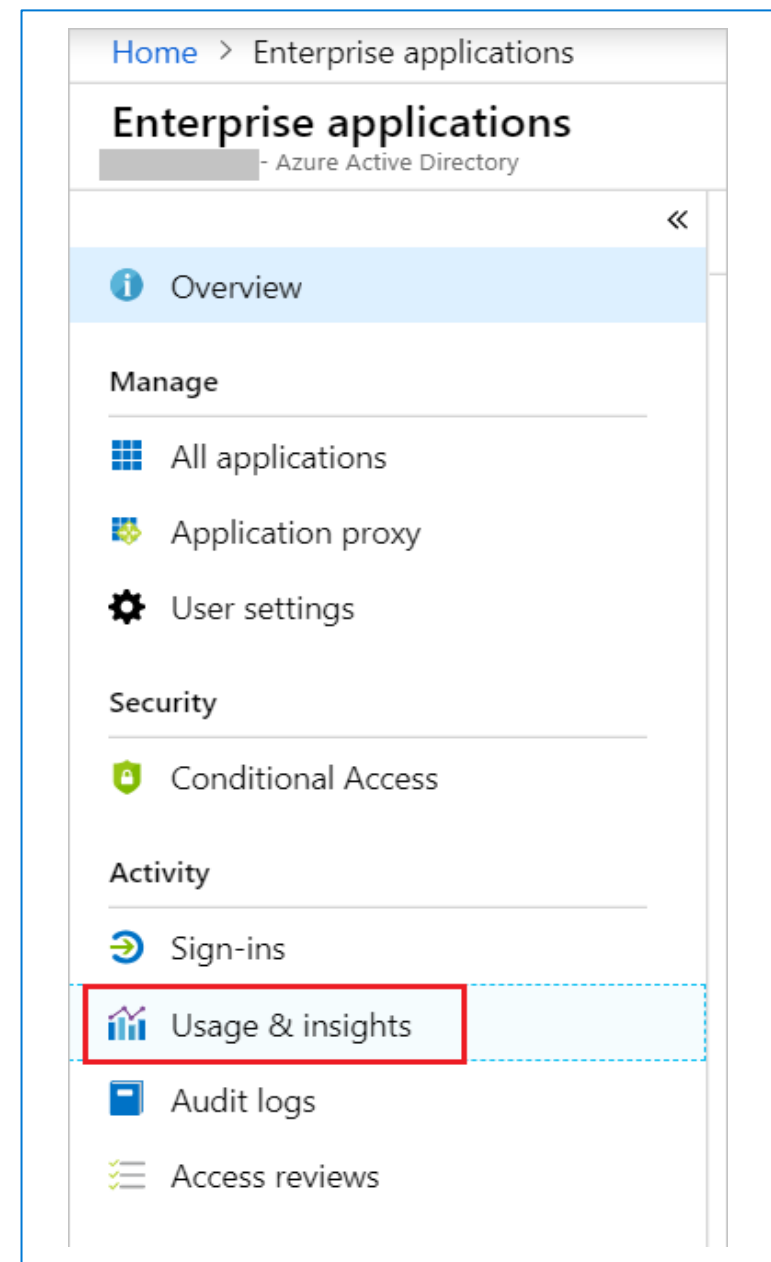 Home > Enterprise applications
Enterprise applications
- Azure Active Directory
«
Overview
Manage
All applications
Application proxy
User settings
Security
Conditional Access
Activity
Sign-ins
Usage & insights
Audit logs
Access reviews